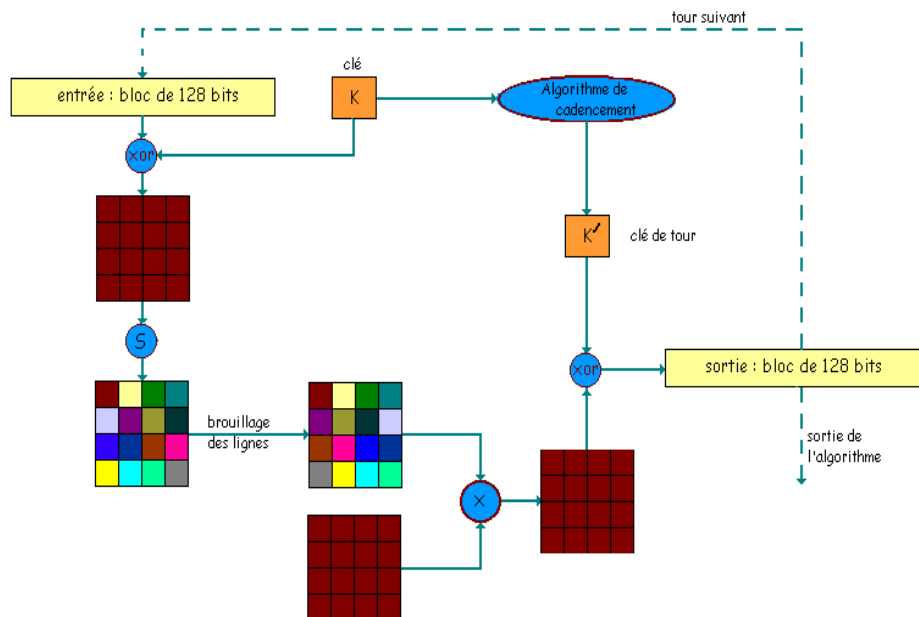 tour suivant
clé
entrée : bloc de 128 bits
K
Algorithme de
cadencement
xor
K'
clé de tour
S
xor
sortie : bloc de 128 bits
brouillage
des lignes
sortie de
l'algorithme
X